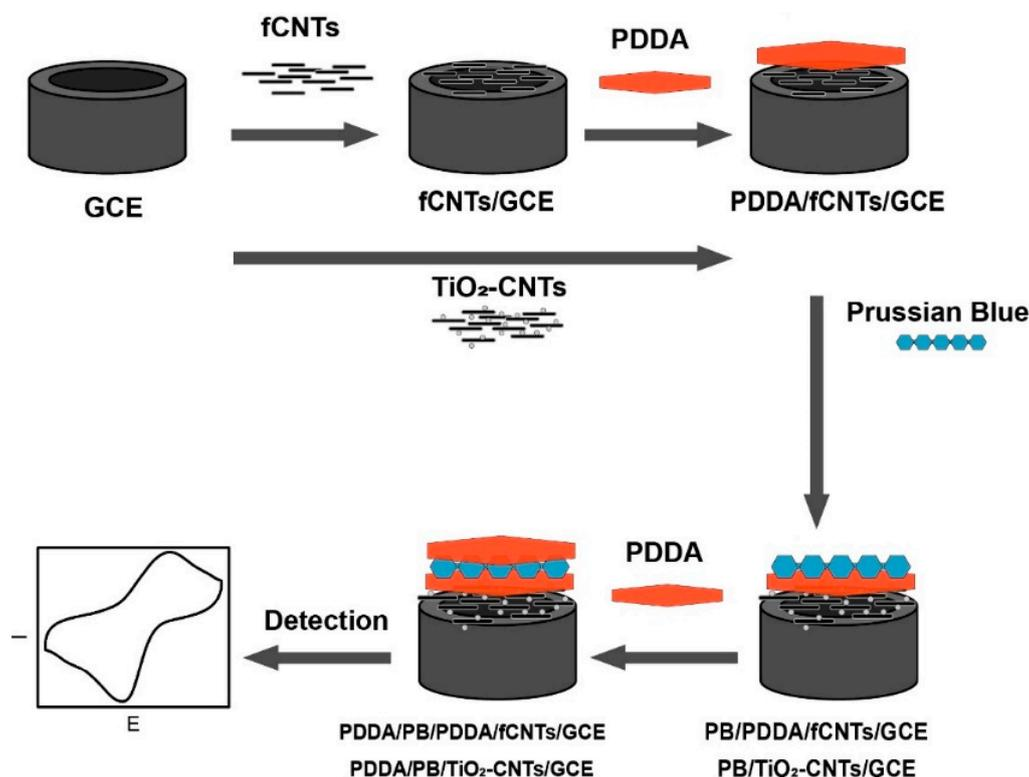 fCNTs
PDDA
GCE
fCNTs/GCE
PDDA/fCNTs/GCE
TiO₂-CNTs
Prussian Blue
PDDA
Detection
I
E
PDDA/PB/PDDA/fCNTs/GCE
PDDA/PB/TiO₂-CNTs/GCE
PB/PDDA/fCNTs/GCE
PB/TiO₂-CNTs/GCE